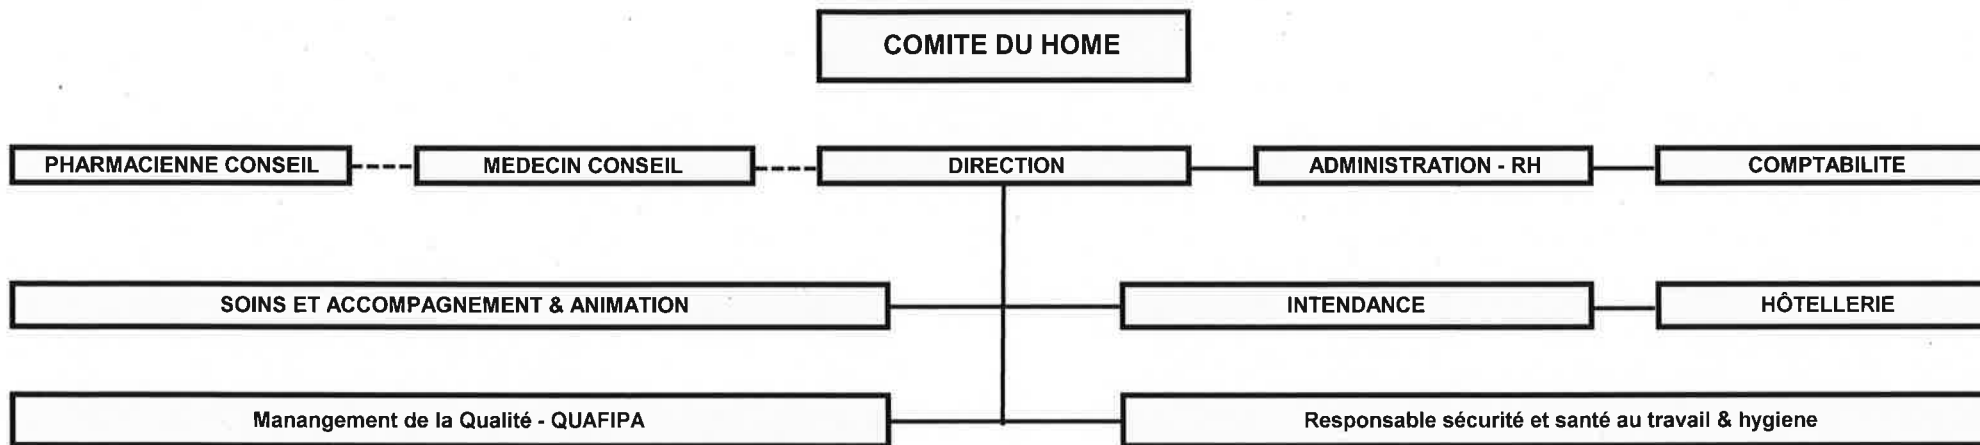 COMITE DU HOME
PHARMACIENNE CONSEIL
MEDECIN CONSEIL
DIRECTION
ADMINISTRATION - RH
COMPTABILITE
SOINS ET ACCOMPAGNEMENT & ANIMATION
INTENDANCE
HÔTELLERIE
Manangement de la Qualité - QUAFIPA
Responsable sécurité et santé au travail & hygiene